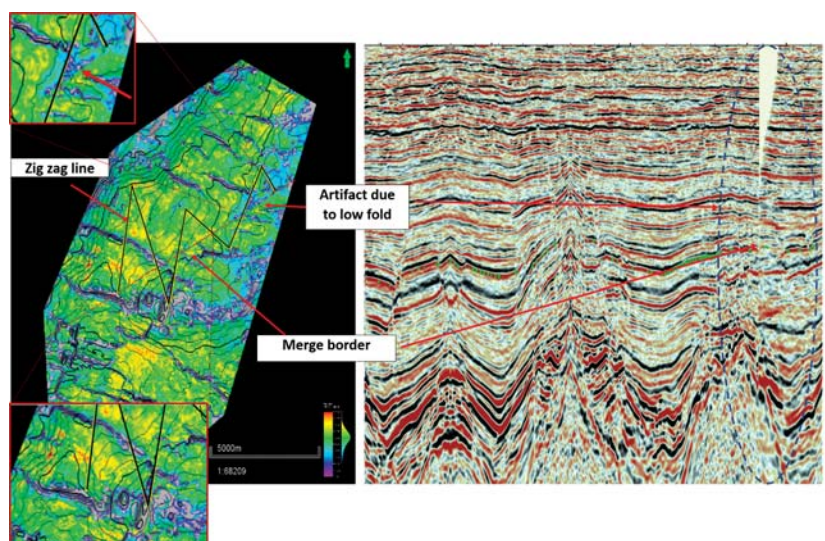 Zig zag line
Artifact due
to low fold
Merge border
5000m
1:68209